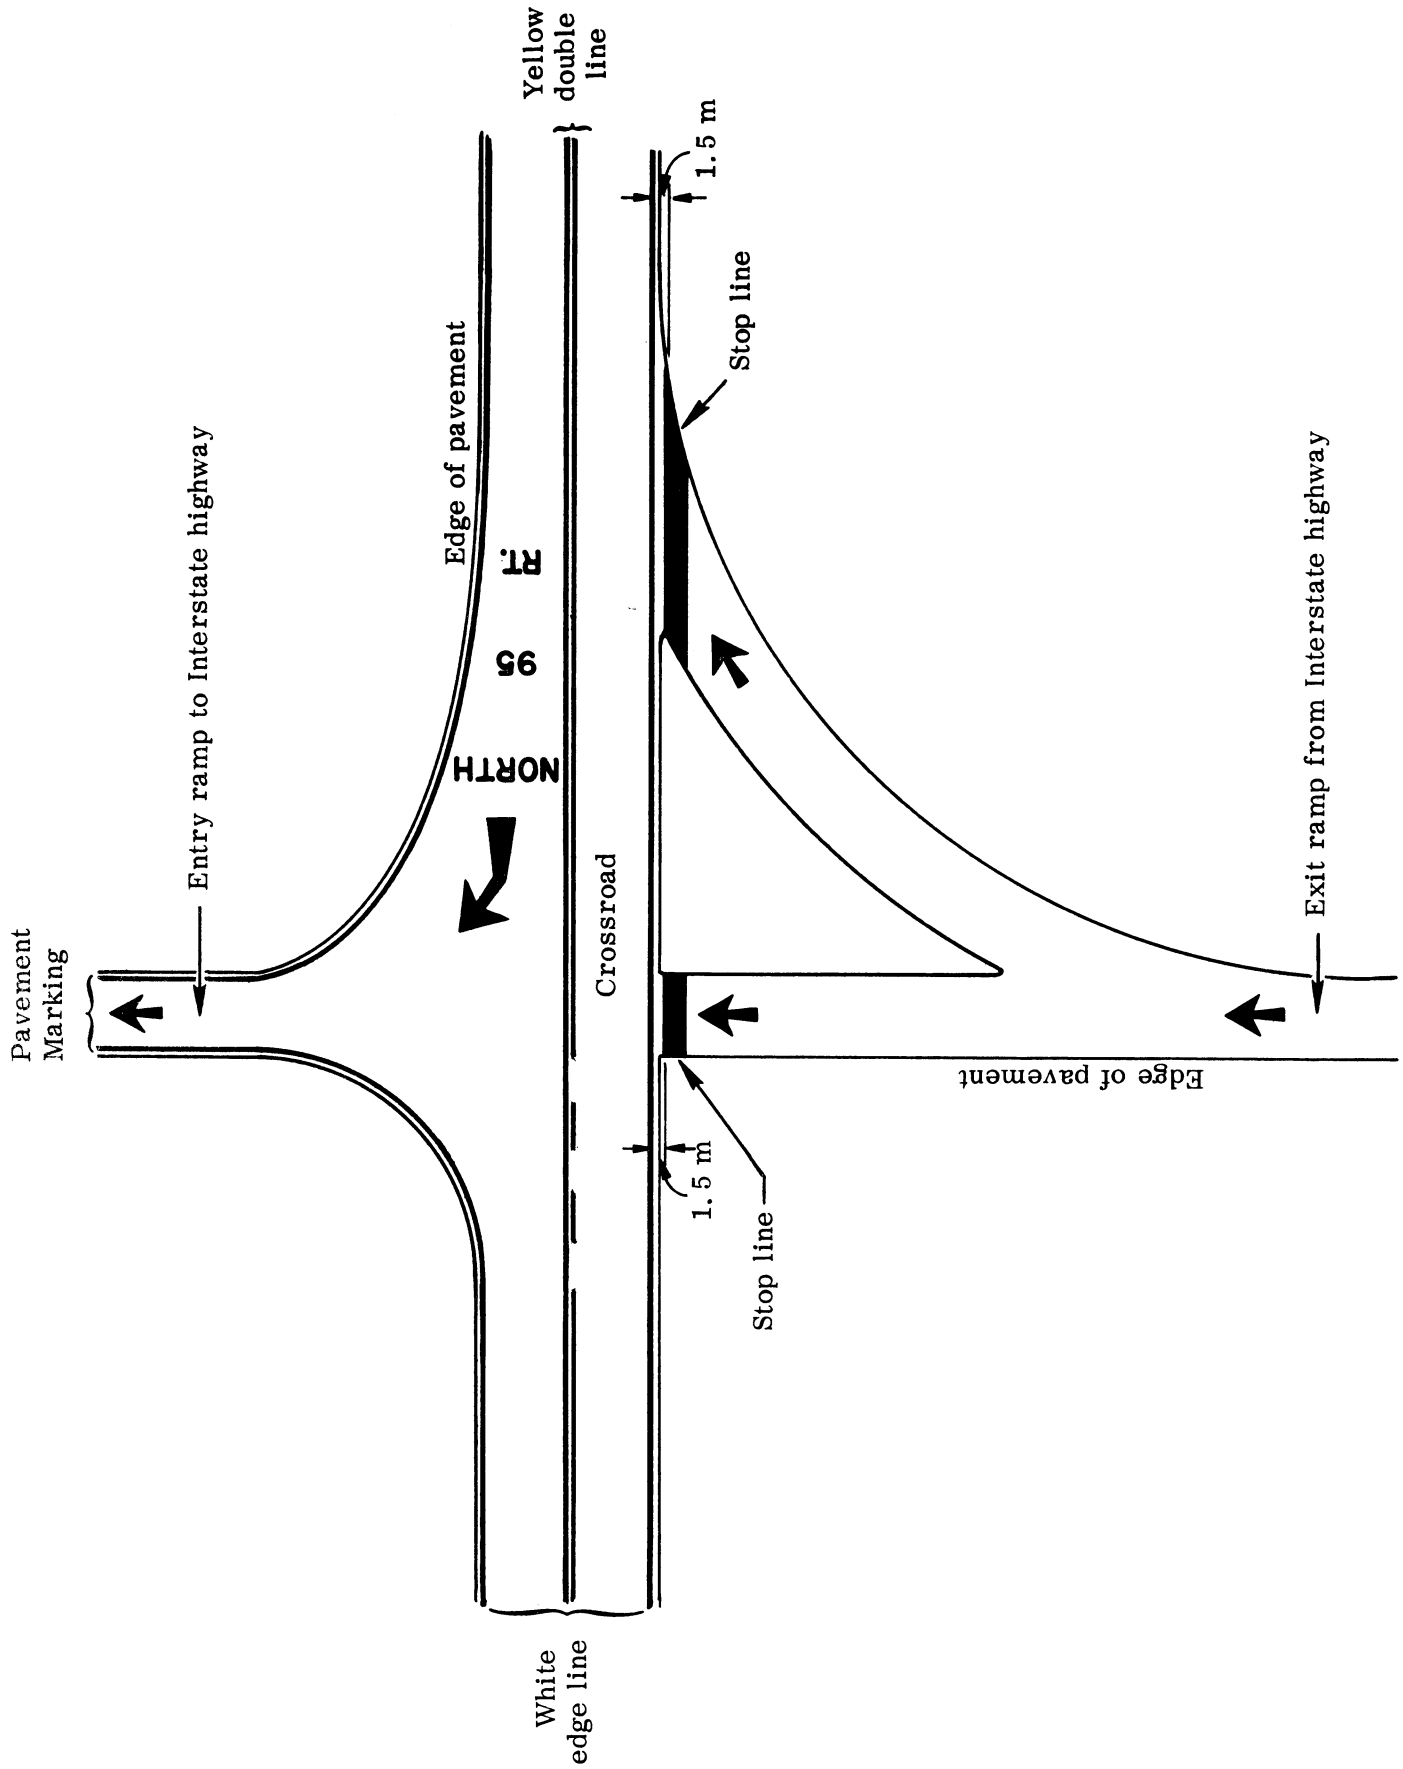 Yellow
double
line
1.5 m
Stop line
Edge of pavement
RT.
95
NORTH
Entry ramp to Interstate highway
Crossroad
Exit ramp from Interstate highway
Pavement
Marking
Edge of pavement
1.5 m
Stop line
White
edge line